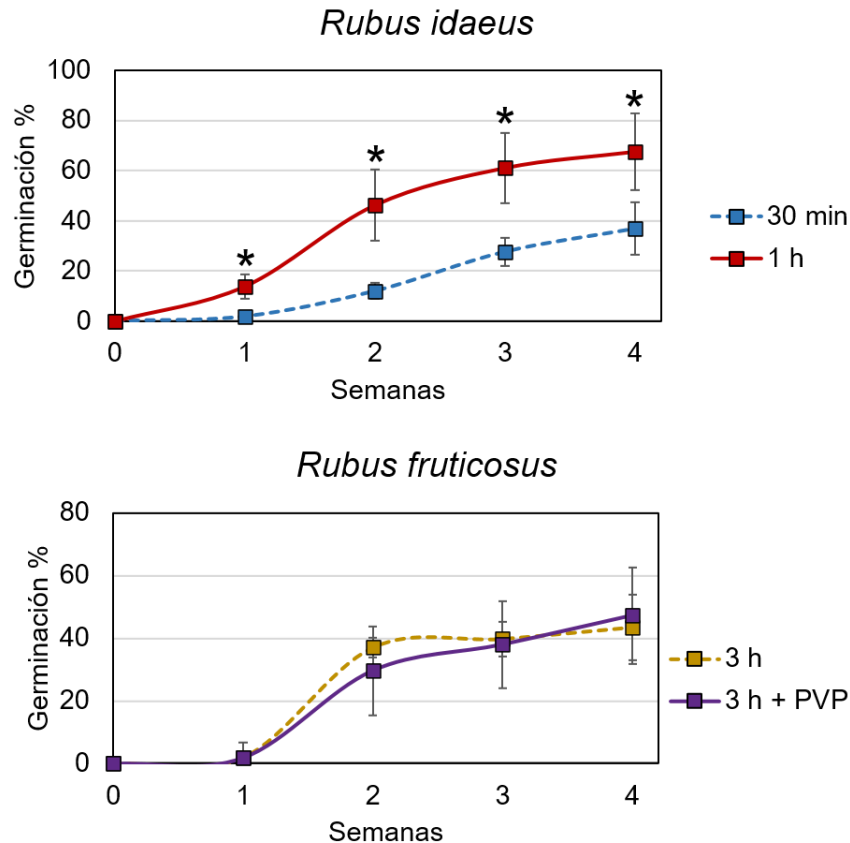 Rubus idaeus
100
80
60
40
20
0
Germinación %
* * * *
0 1 2 3 4
Semanas
30 min
1 h
Rubus fruticosus
80
60
40
20
0
Germinación %
0 1 2 3 4
Semanas
3 h
3 h + PVP